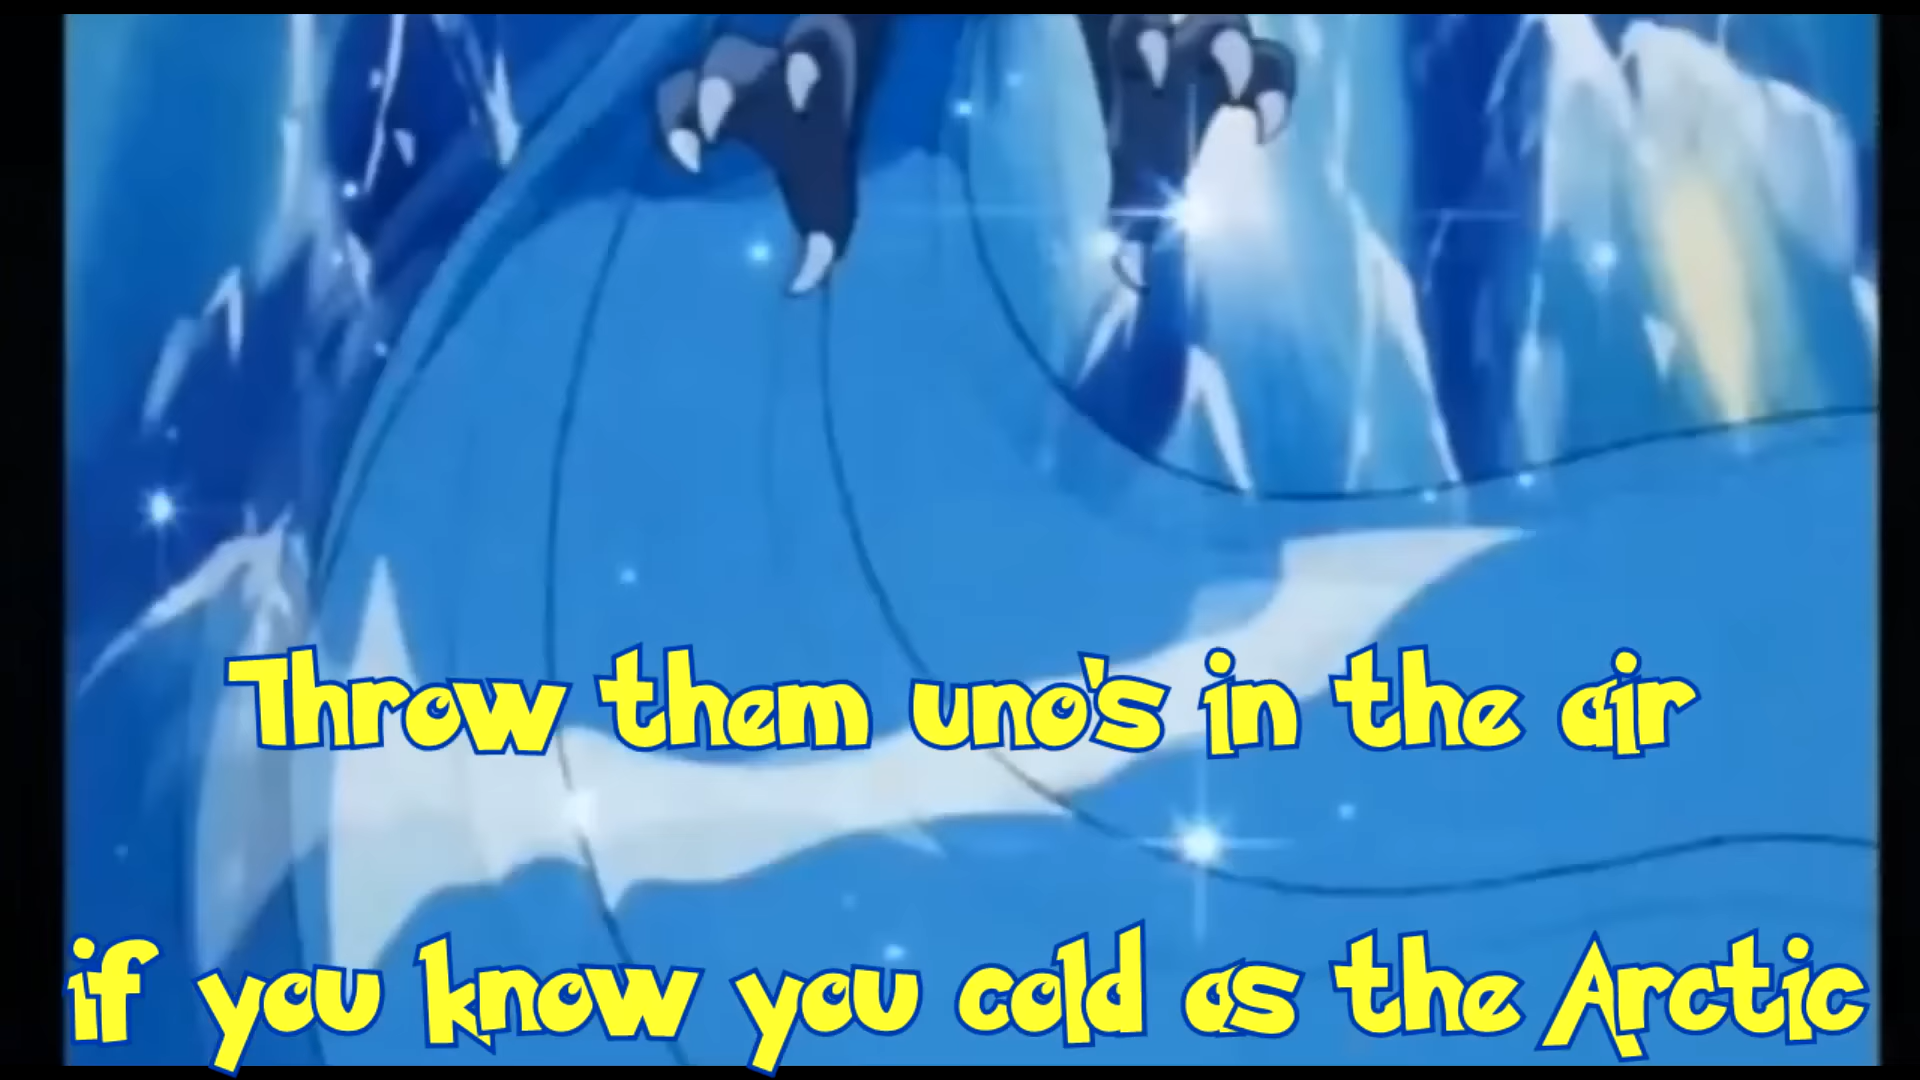 Throw them uno's in the air
if you know you cold as the Arctic